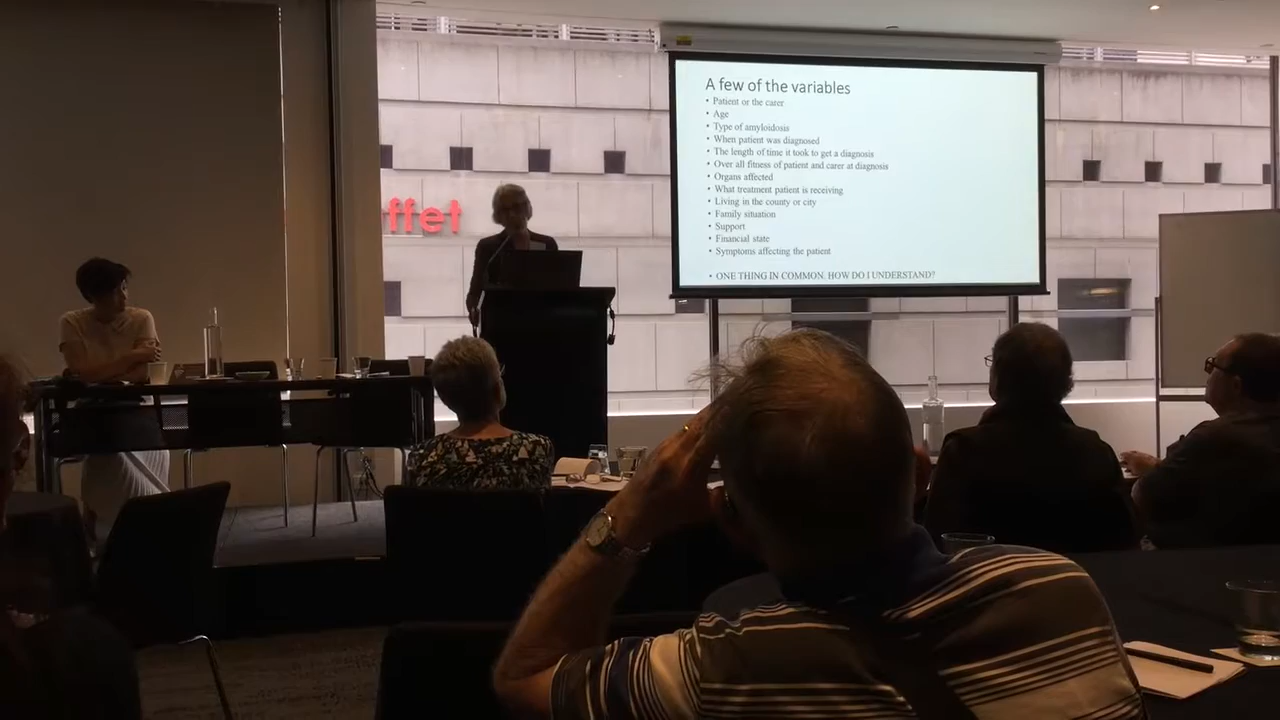 A few of the variables
• Patient or the carer
• Age
• Type of amyloidosis
• When patient was diagnosed
• The length of time it took to get a diagnosis
• Over all fitness of patient and carer at diagnosis
• Organs affected
• What treatment patient is receiving
• Living in the county or city
• Family situation
• Support
• Financial state
• Symptoms affecting the patient
• ONE THING IN COMMON. HOW DO I UNDERSTAND?
ffet